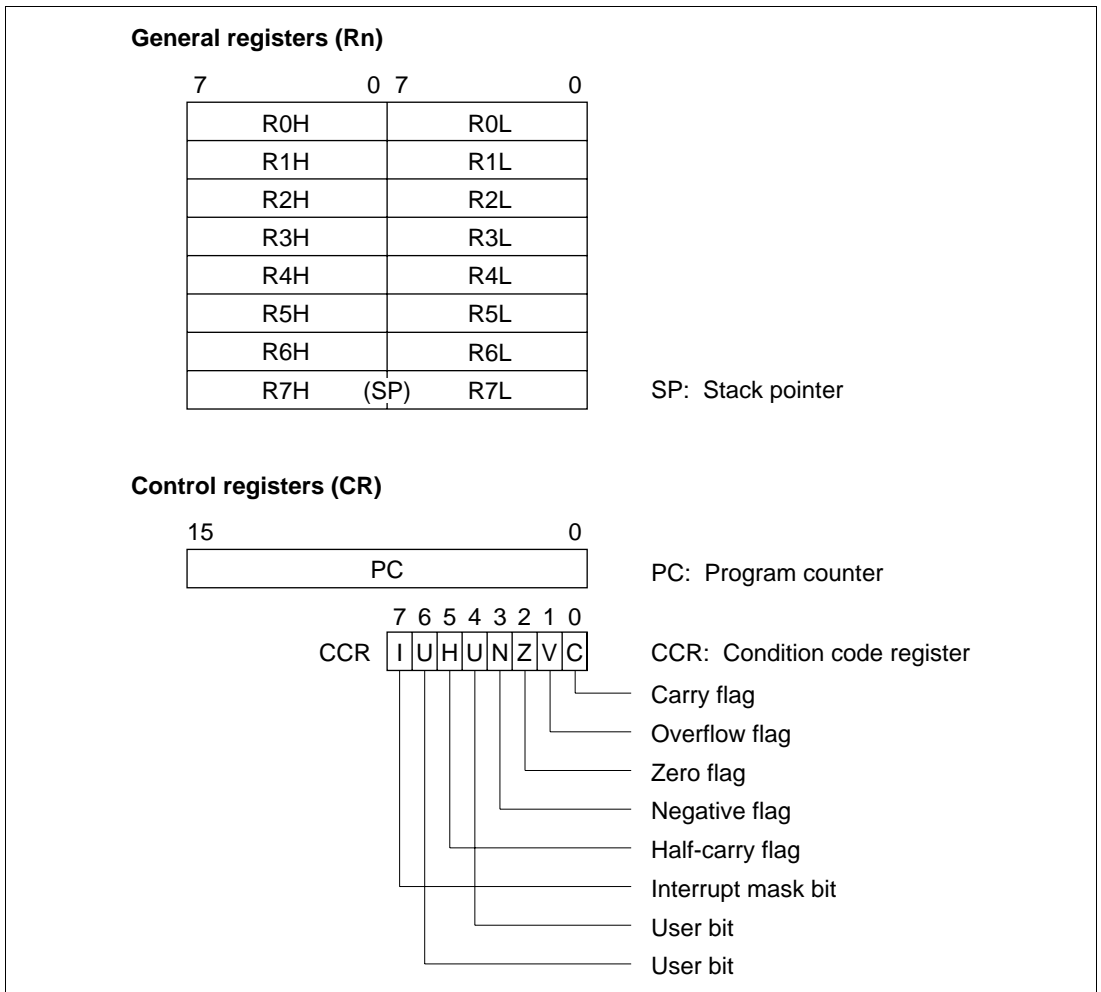 General registers (Rn)
7 0 7 0
R0H R0L
R1H R1L
R2H R2L
R3H R3L
R4H R4L
R5H R5L
R6H R6L
R7H (SP) R7L SP: Stack pointer
Control registers (CR)
15 0
PC PC: Program counter
7 6 5 4 3 2 1 0
CCR I U H U N Z V C CCR: Condition code register
Carry flag
Overflow flag
Zero flag
Negative flag
Half-carry flag
Interrupt mask bit
User bit
User bit